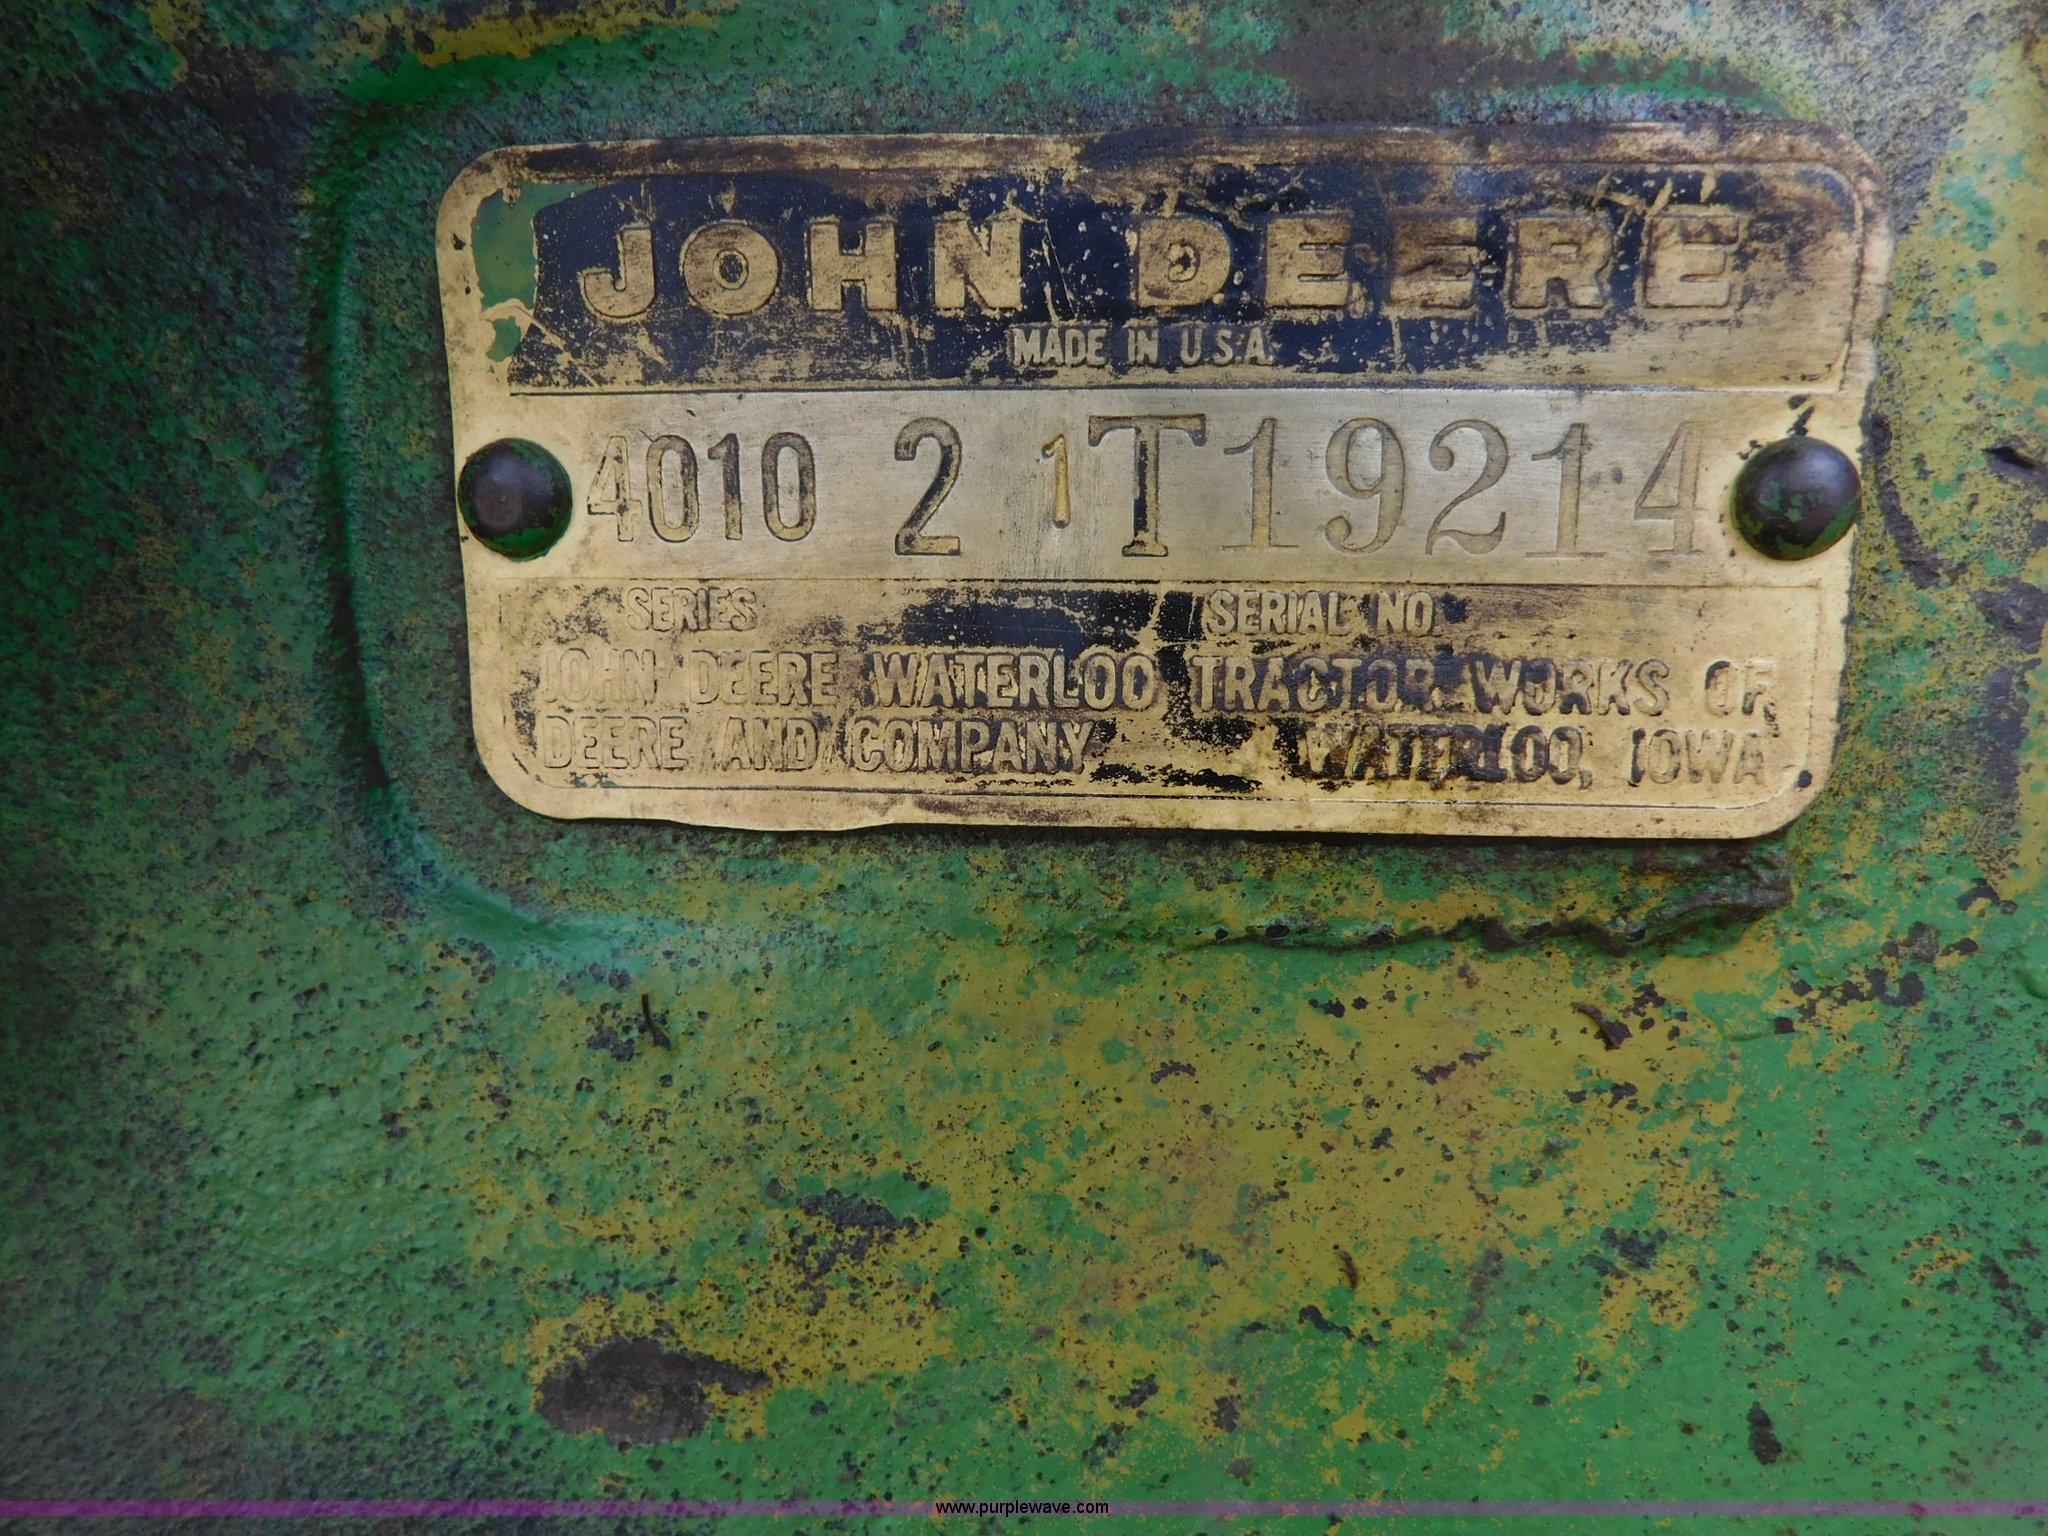 JOHN DEERE
MADE IN U.S.A.
4010 2 1T19214
SERIES SERIAL NO.
JOHN DEERE WATERLOO TRACTOR WORKS OF
DEERE AND COMPANY WATERLOO, IOWA
www.purplewave.com